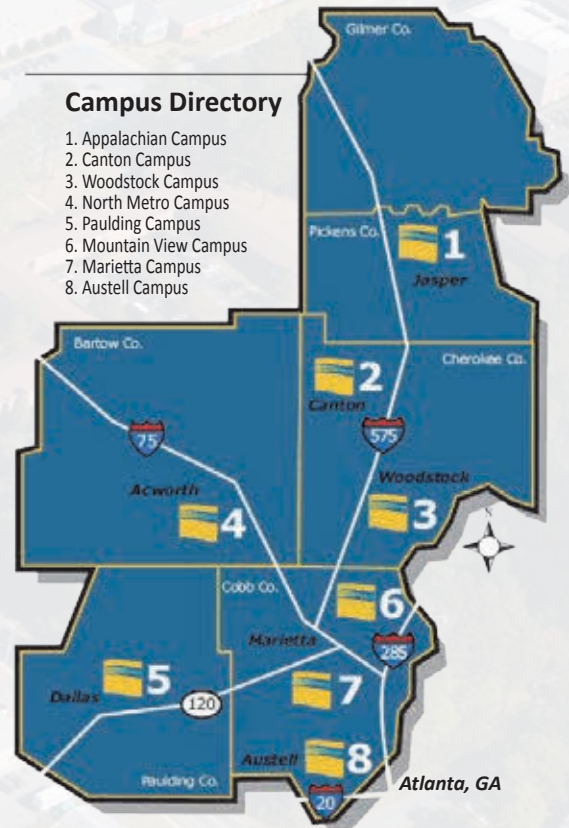 Campus Directory
1. Appalachian Campus
2. Canton Campus
3. Woodstock Campus
4. North Metro Campus
5. Paulding Campus
6. Mountain View Campus
7. Marietta Campus
8. Austell Campus
Gilmer Co.
Pickens Co.
1
Jasper
Bartow Co.
Cherokee Co.
2
Canton
75
575
Acworth
Woodstock
4
3
N
Cobb Co.
6
Marietta
285
5
Dallas
120
7
Austell
8
Paulding Co.
20
Atlanta, GA